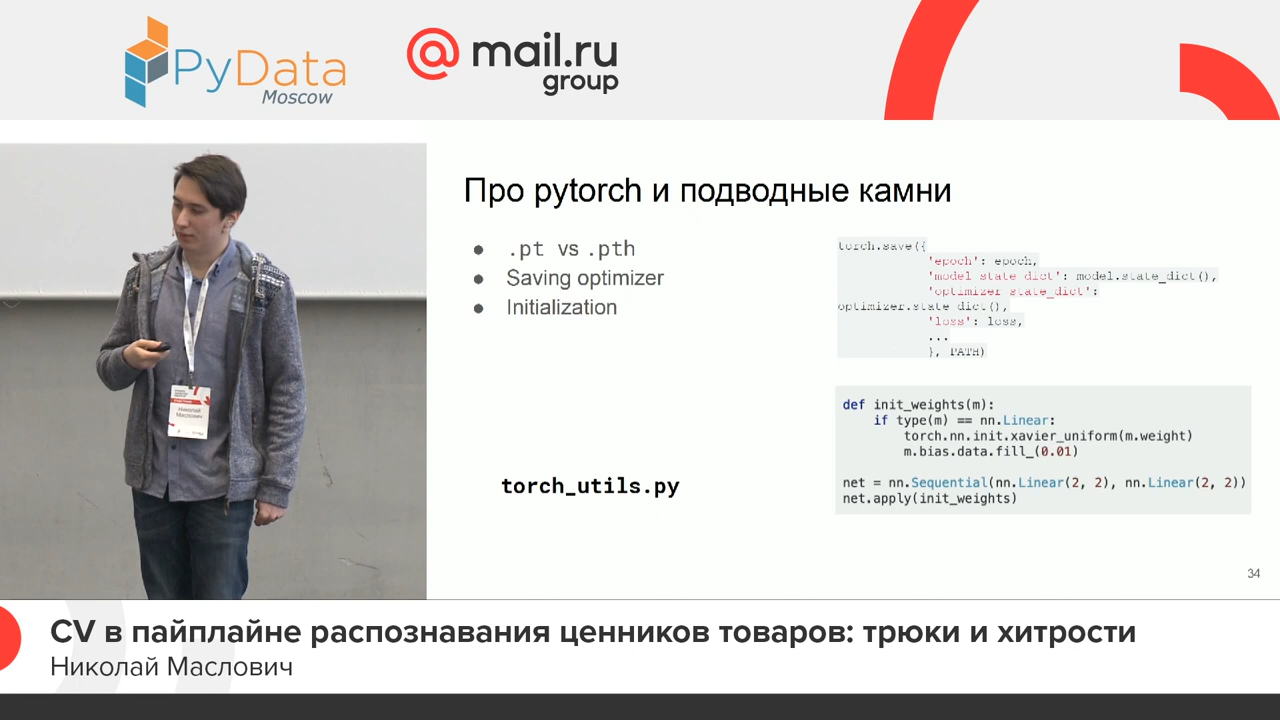 PyData
Moscow
@mail.ru
group
Николай
Маслович
Про pytorch и подводные камни
● .pt vs .pth
● Saving optimizer
● Initialization
torch_utils.py
torch.save({
'epoch': epoch,
'model_state_dict': model.state_dict(),
'optimizer_state_dict':
optimizer.state_dict(),
'loss': loss,
...
}, PATH)
def init_weights(m):
if type(m) == nn.Linear:
torch.nn.init.xavier_uniform(m.weight)
m.bias.data.fill_(0.01)
net = nn.Sequential(nn.Linear(2, 2), nn.Linear(2, 2))
net.apply(init_weights)
34
CV в пайплайне распознавания ценников товаров: трюки и хитрости
Николай Маслович